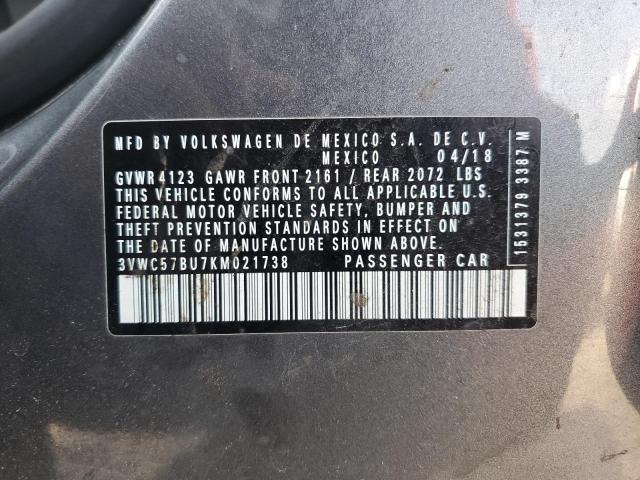 MFD BY VOLKSWAGEN DE MEXICO S.A. DE C.V.
MEXICO 04/18
GVWR 4123 GAWR FRONT 2161 / REAR 2072 LBS
THIS VEHICLE CONFORMS TO ALL APPLICABLE U.S.
FEDERAL MOTOR VEHICLE SAFETY, BUMPER AND
THEFT PREVENTION STANDARDS IN EFFECT ON
THE DATE OF MANUFACTURE SHOWN ABOVE.
3VWC57BU7KM021738 PASSENGER CAR
1531379 3387 M